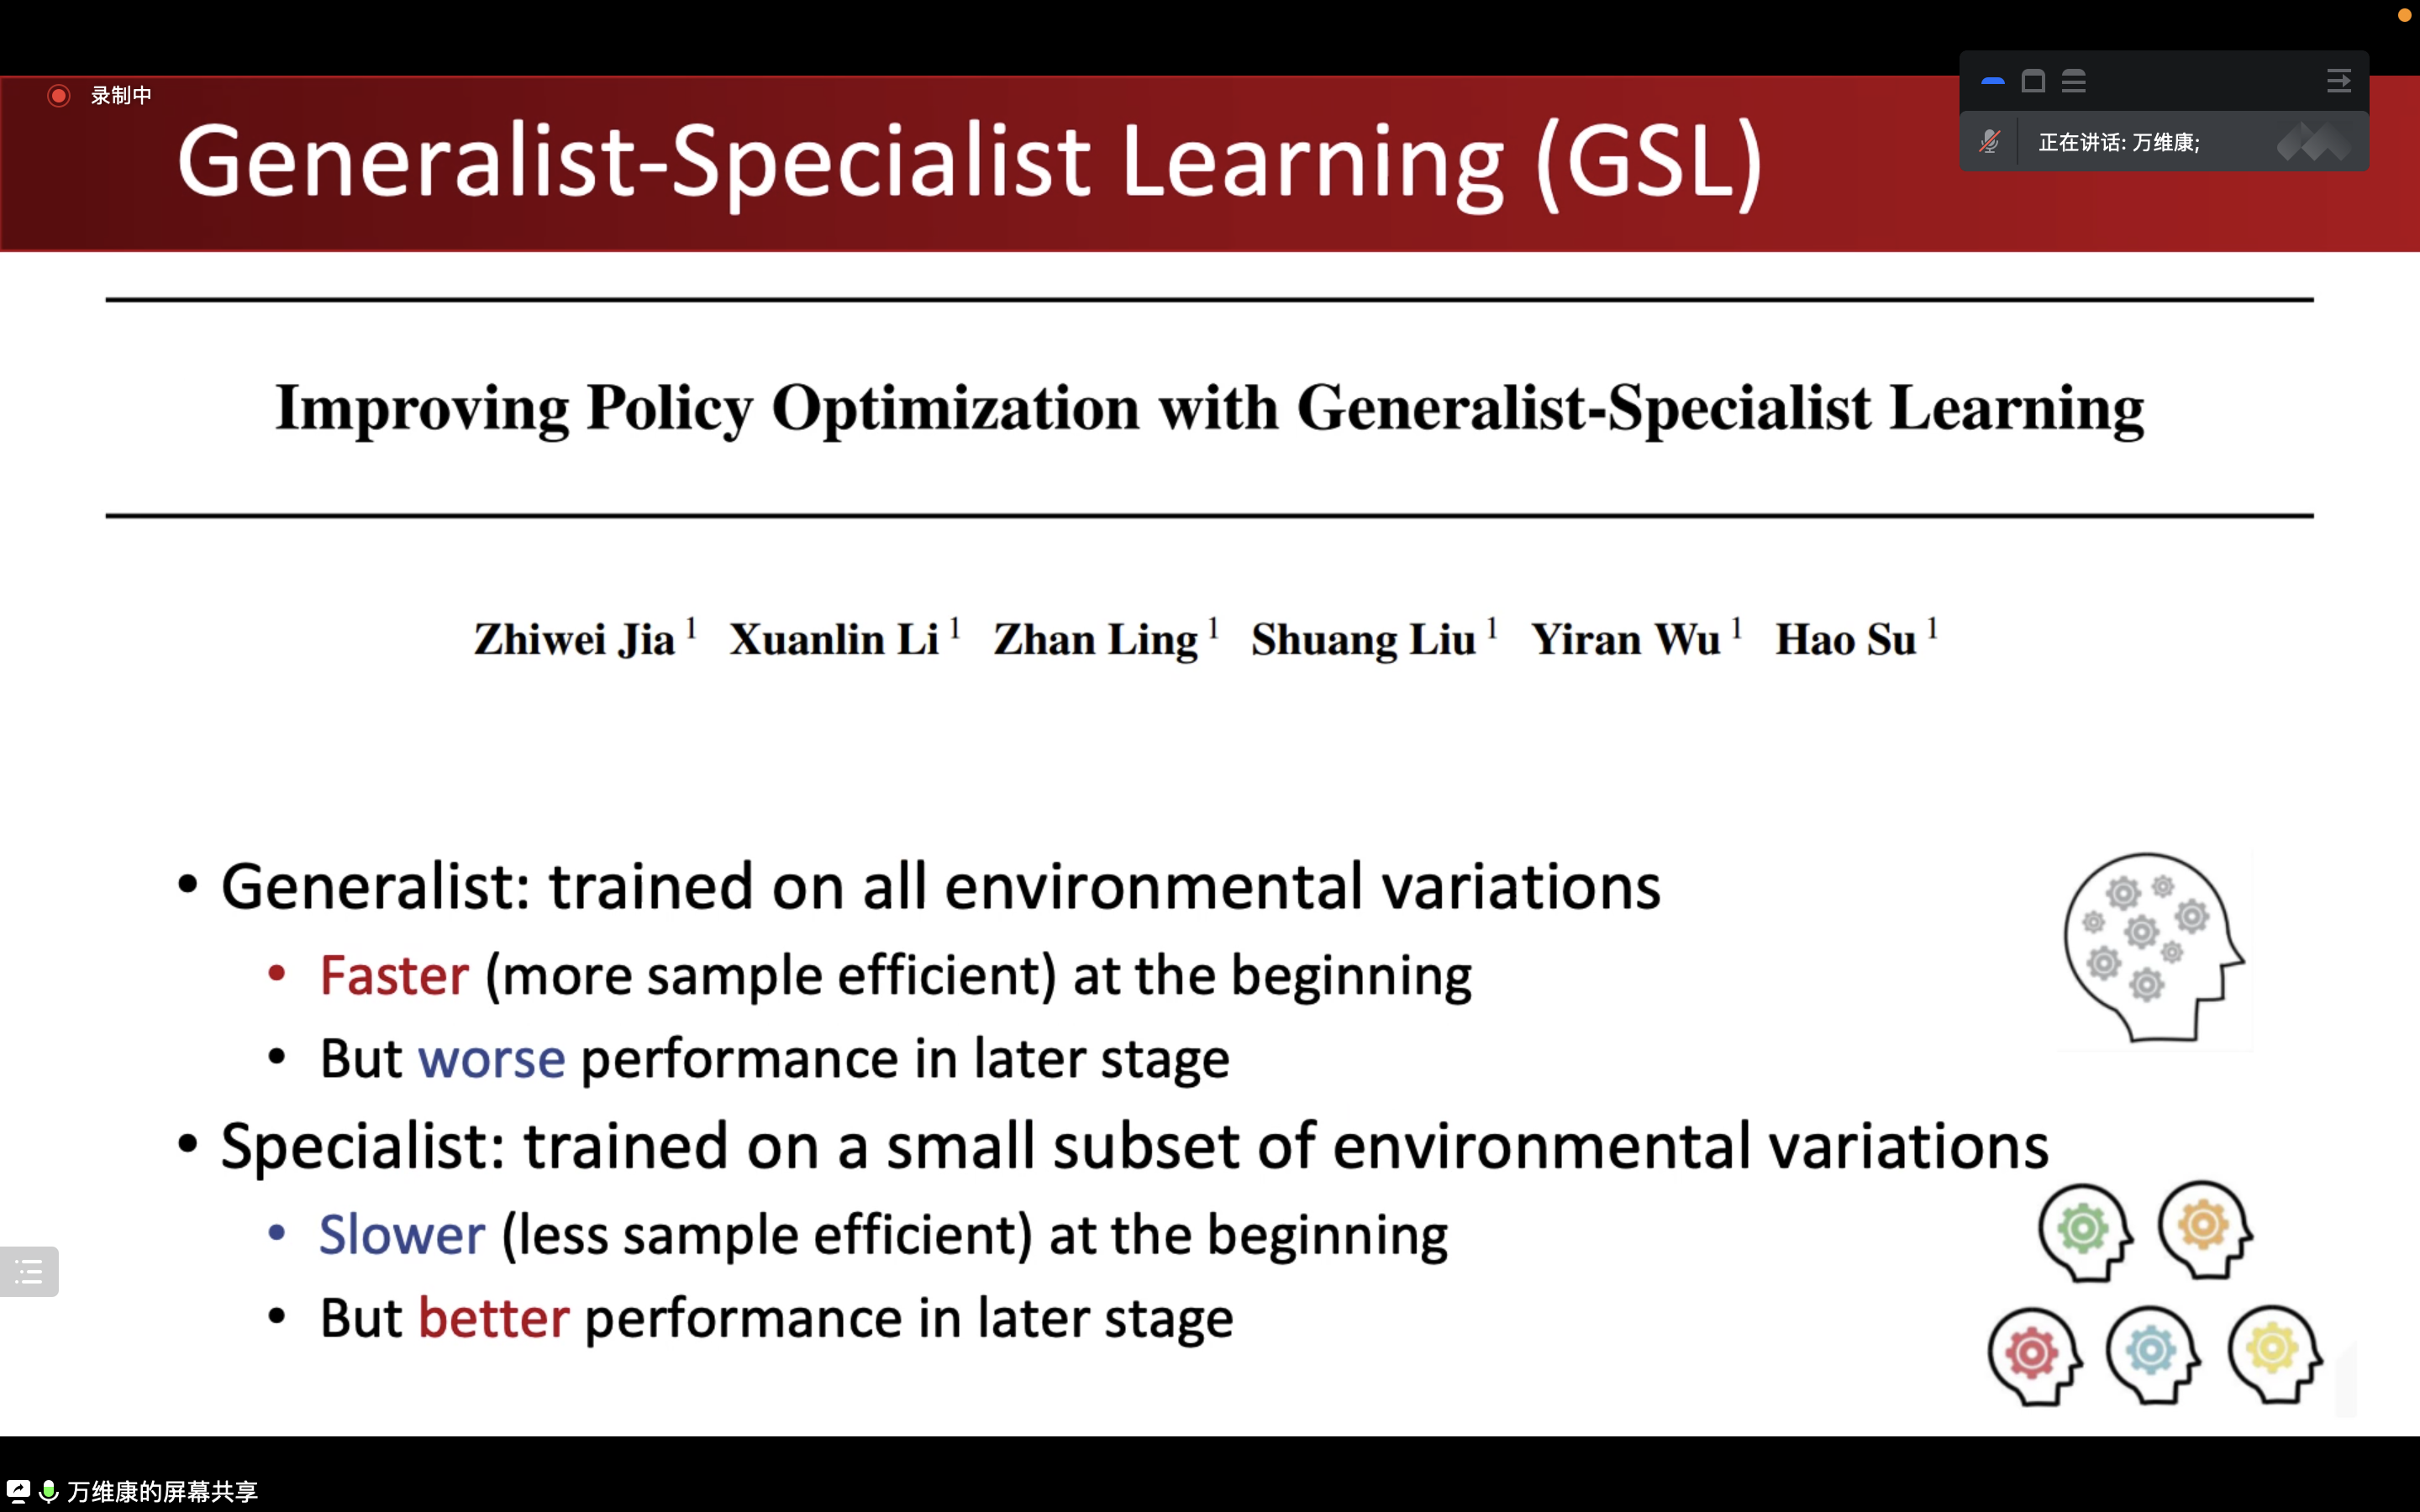 录制中
正在讲话: 万维康;
Generalist-Specialist Learning (GSL)
Improving Policy Optimization with Generalist-Specialist Learning
Zhiwei Jia 1 Xuanlin Li 1 Zhan Ling 1 Shuang Liu 1 Yiran Wu 1 Hao Su 1
• Generalist: trained on all environmental variations
• Faster (more sample efficient) at the beginning
• But worse performance in later stage
• Specialist: trained on a small subset of environmental variations
• Slower (less sample efficient) at the beginning
• But better performance in later stage
万维康的屏幕共享